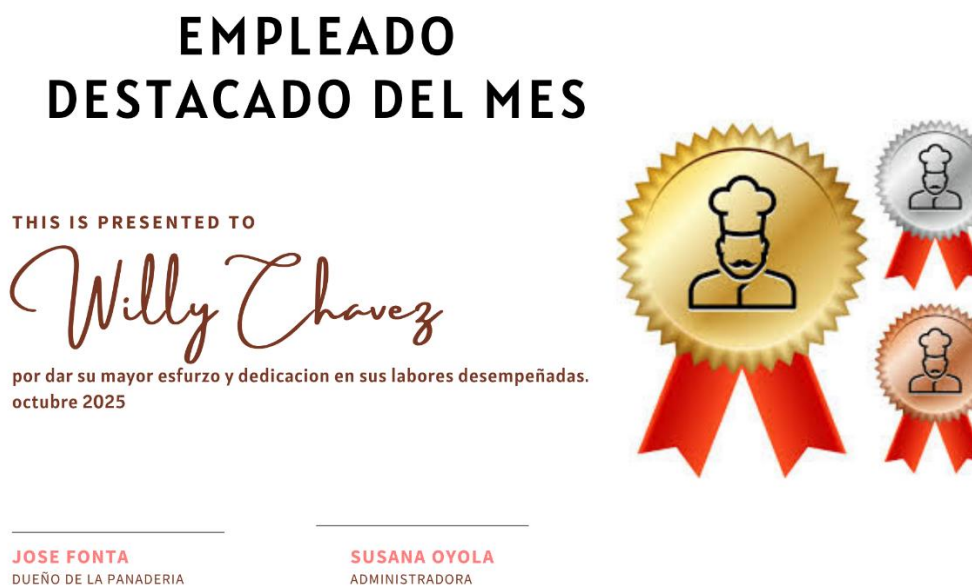 EMPLEADO
DESTACADO DEL MES
THIS IS PRESENTED TO
Willy Chavez
por dar su mayor esfurzo y dedicacion en sus labores desempeñadas.
octubre 2025
JOSE FONTA
DUEÑO DE LA PANADERIA
SUSANA OYOLA
ADMINISTRADORA